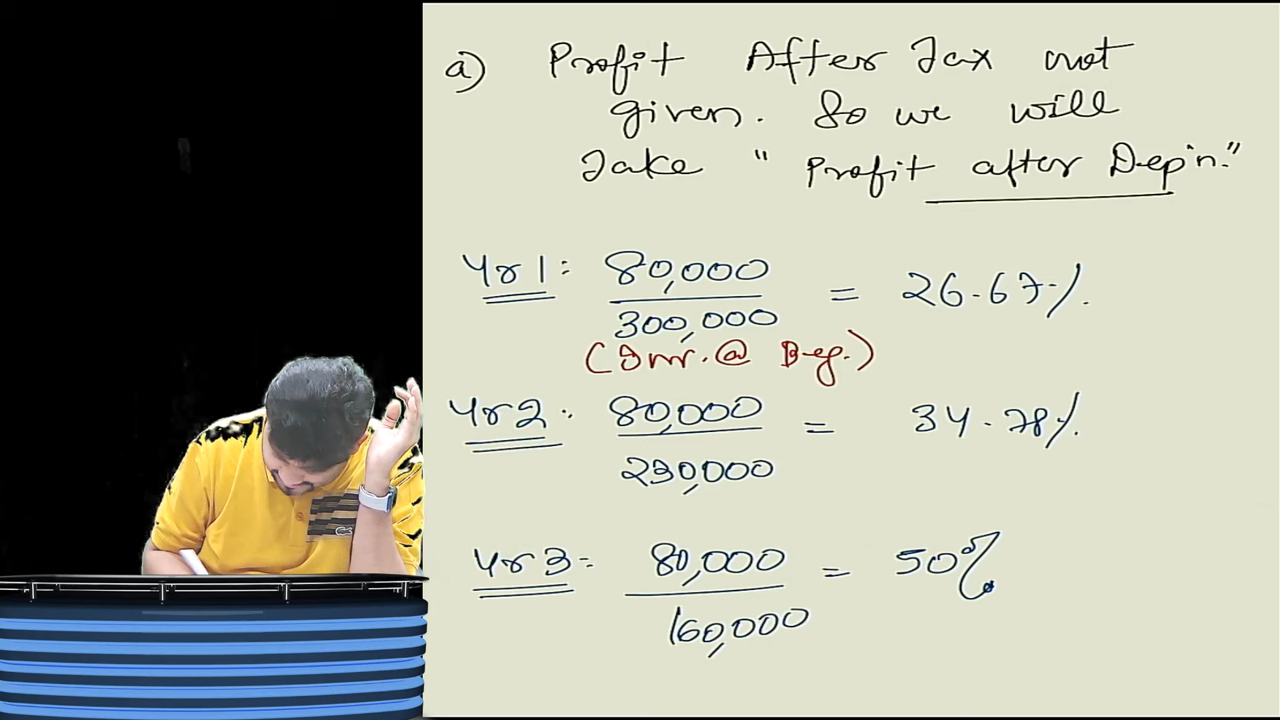 a) Profit After Tax not
given. So we will
Take "Profit after Dep'n."
Yr 1: 80,000
300,000
= 26.67%.
(Inv. @ Beg.)
Yr 2: 80,000
230,000
= 34.78%.
Yr 3: 80,000
160,000
= 50%